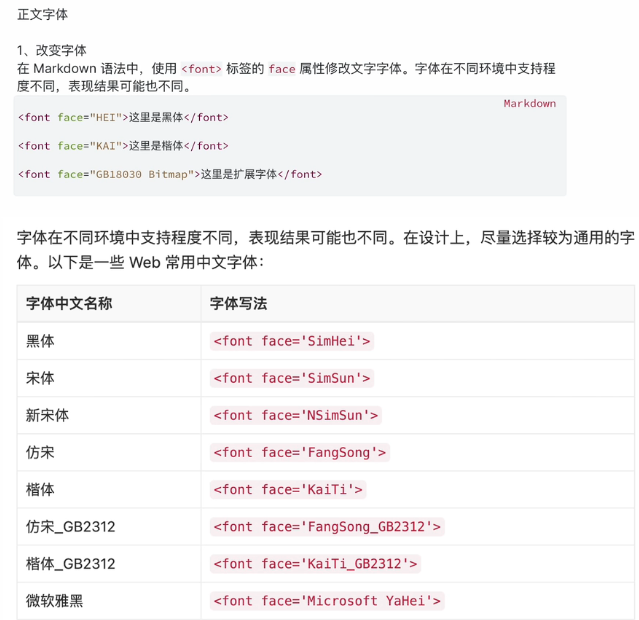 正文字体
1、改变字体
在 Markdown 语法中，使用 <font> 标签的 face 属性修改文字字体。字体在不同环境中支持程
度不同，表现结果可能也不同。
Markdown
<font face="HEI">这里是黑体</font>
<font face="KAI">这里是楷体</font>
<font face="GB18030 Bitmap">这里是扩展字体</font>
字体在不同环境中支持程度不同，表现结果可能也不同。在设计上，尽量选择较为通用的字
体。以下是一些 Web 常用中文字体：
字体中文名称 字体写法
黑体 <font face='SimHei'>
宋体 <font face='SimSun'>
新宋体 <font face='NSimSun'>
仿宋 <font face='FangSong'>
楷体 <font face='KaiTi'>
仿宋_GB2312 <font face='FangSong_GB2312'>
楷体_GB2312 <font face='KaiTi_GB2312'>
微软雅黑 <font face='Microsoft YaHei'>